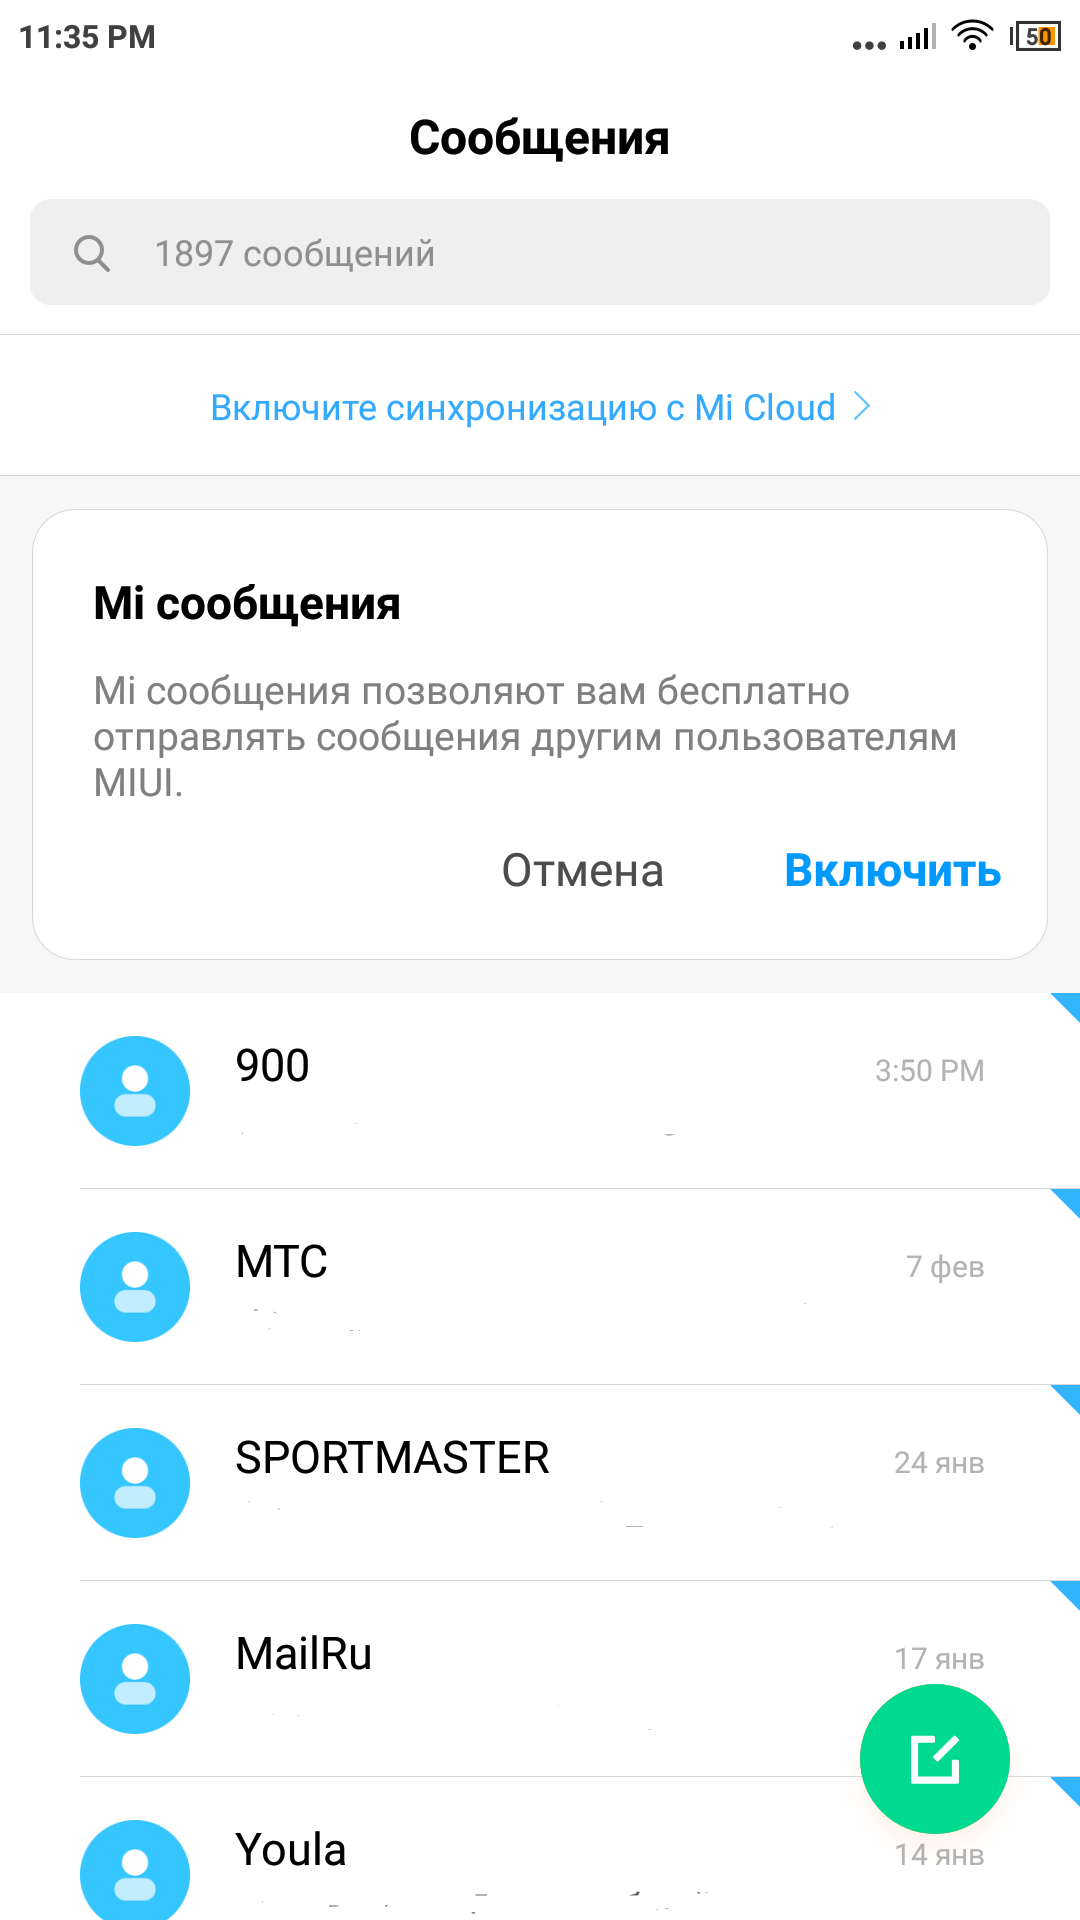 11:35 PM
50
Сообщения
1897 сообщений
Включите синхронизацию с Mi Cloud
Mi сообщения
Mi сообщения позволяют вам бесплатно
отправлять сообщения другим пользователям
MIUI.
Отмена Включить
900 3:50 PM
МТС 7 фев
SPORTMASTER 24 янв
MailRu 17 янв
Youla 14 янв